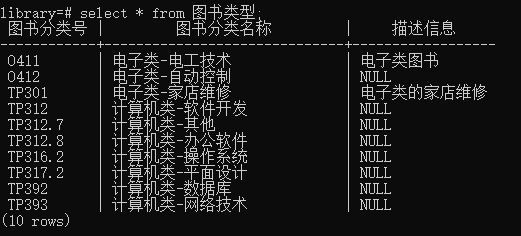 library=# select * from 图书类型;
图书分类号 | 图书分类名称 | 描述信息
-----------+--------------------------+------------------
O411 | 电子类-电工技术 | 电子类图书
O412 | 电子类-自动控制 | NULL
TP301 | 电子类-家店维修 | 电子类的家店维修
TP312 | 计算机类-软件开发 | NULL
TP312.7 | 计算机类-其他 | NULL
TP312.8 | 计算机类-办公软件 | NULL
TP316.2 | 计算机类-操作系统 | NULL
TP317.2 | 计算机类-平面设计 | NULL
TP392 | 计算机类-数据库 | NULL
TP393 | 计算机类-网络技术 | NULL
(10 rows)